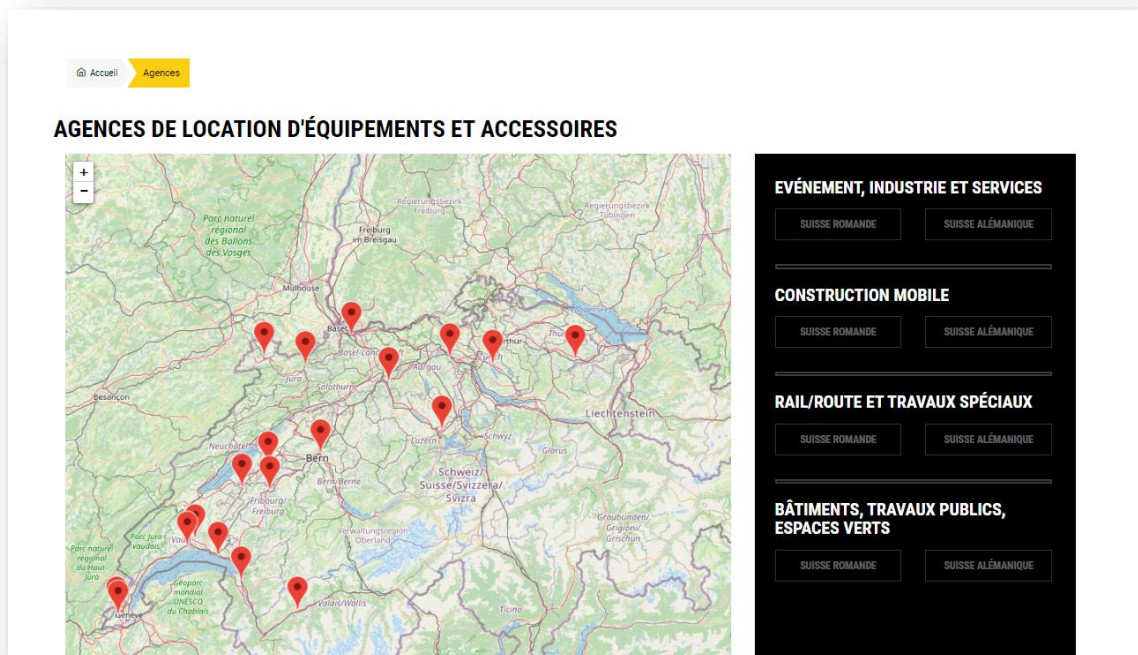 Accueil
Agences
AGENCES DE LOCATION D'ÉQUIPEMENTS ET ACCESSOIRES
+
−
Regierungsbezirk
Freiburg
Regierungsbezirk
Tübingen
Parc naturel
régional
des Ballons
des Vosges
Freiburg
im Breisgau
Mulhouse
Bodensee
Basel
Basel-Land
Aargau
Jura
Solothurn
Besançon
Liechtenstein
Neuchâtel
Bern
Luzern
Schwyz
Glarus
Bern/Berne
Schweiz/
Suisse/Svizzera/
Svizra
Fribourg/
Freiburg
Graubünden/
Grigioni/
Grischun
Verwaltungsregion
Oberland
Parc Jura
vaudois
Parc naturel
régional
du Haut-
Jura
Géoparc
mondial
UNESCO
du Chablais
Genève
Valais/Wallis
Ticino
EVÉNEMENT, INDUSTRIE ET SERVICES
SUISSE ROMANDE
SUISSE ALÉMANIQUE
CONSTRUCTION MOBILE
SUISSE ROMANDE
SUISSE ALÉMANIQUE
RAIL/ROUTE ET TRAVAUX SPÉCIAUX
SUISSE ROMANDE
SUISSE ALÉMANIQUE
BÂTIMENTS, TRAVAUX PUBLICS,
ESPACES VERTS
SUISSE ROMANDE
SUISSE ALÉMANIQUE